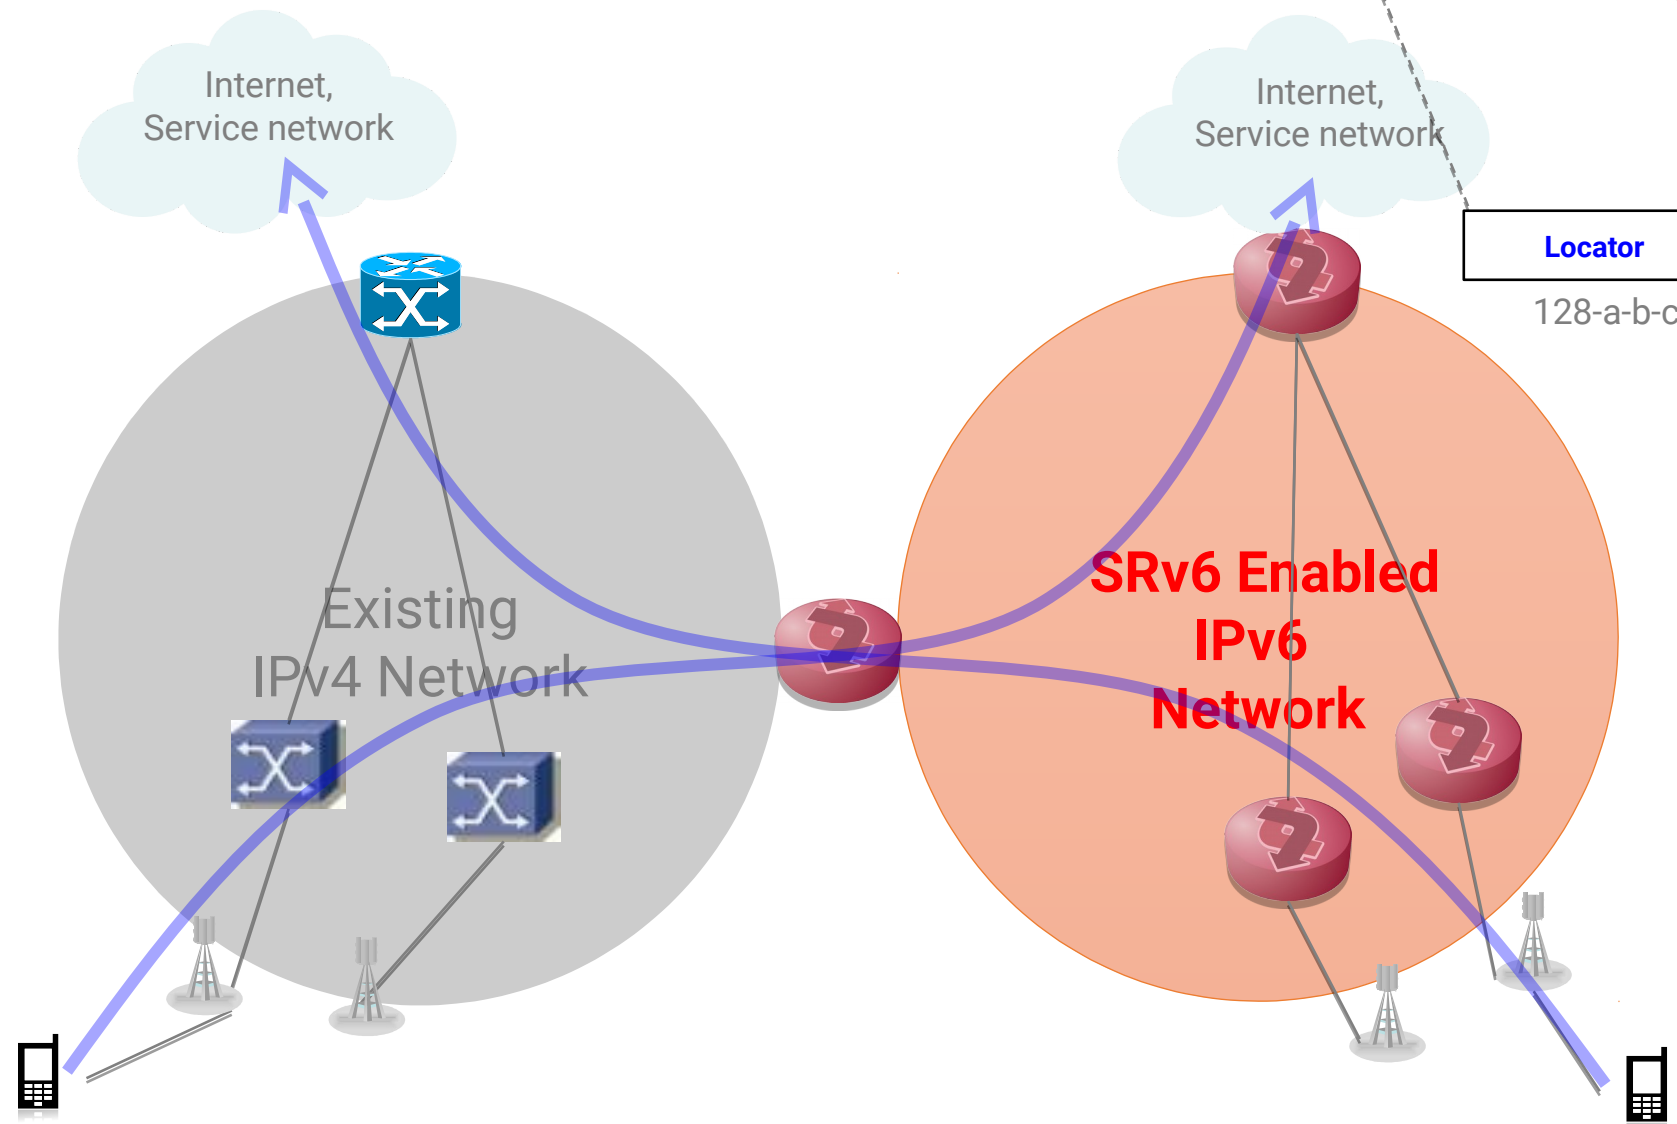 Internet,
Service network
Internet,
Service network
Locator
128-a-b-c
Existing
IPv4 Network
SRv6 Enabled
IPv6
Network